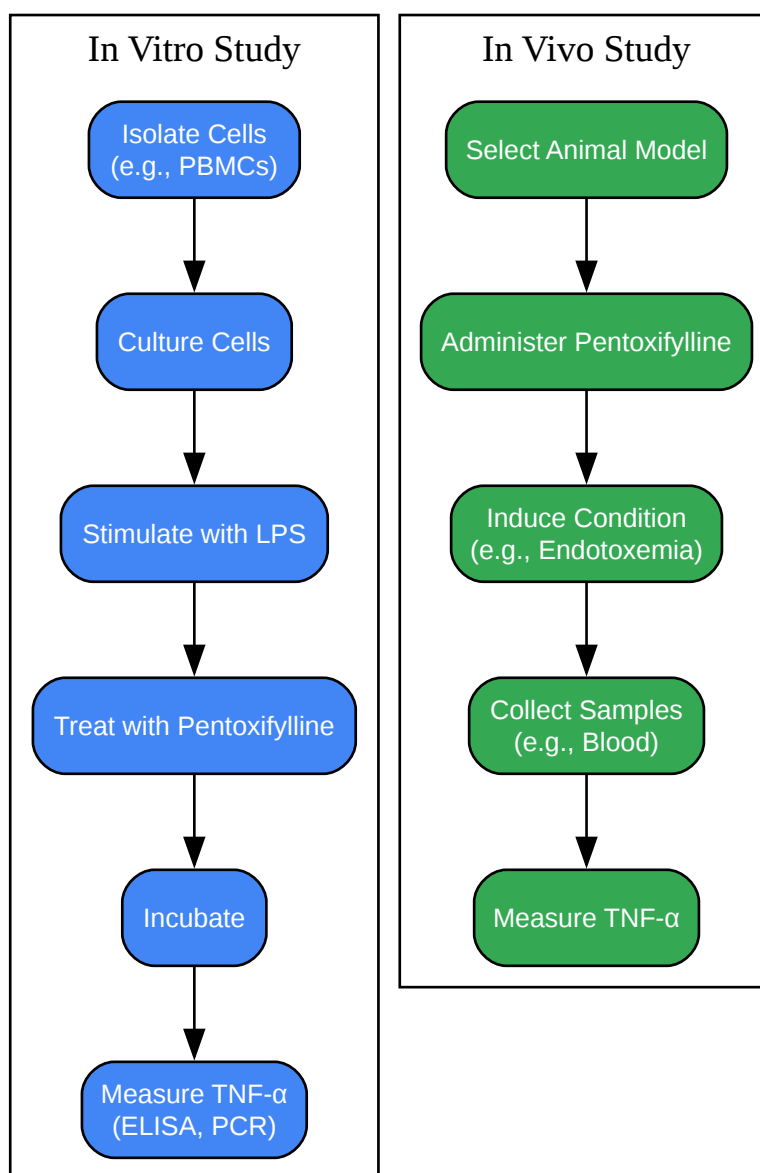 In Vitro Study
Isolate Cells
(e.g., PBMCs)
Culture Cells
Stimulate with LPS
Treat with Pentoxifylline
Incubate
Measure TNF-α
(ELISA, PCR)
In Vivo Study
Select Animal Model
Administer Pentoxifylline
Induce Condition
(e.g., Endotoxemia)
Collect Samples
(e.g., Blood)
Measure TNF-α